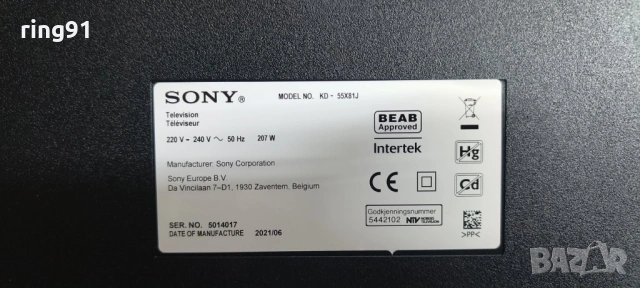 ring91
SONY®
MODEL NO. KD - 55X81J
Television
Téléviseur
220 V - 240 V ~ 50 Hz 207 W
Manufacturer: Sony Corporation
Sony Europe B.V.
Da Vincilaan 7-D1, 1930 Zaventem, Belgium
SER. NO. 5014017
DATE OF MANUFACTURE 2021/06
BEAB
Approved
Intertek
CE
Godkjenningsnummer
5442102 NTV
Hg
Cd
>PP<
BAZAR